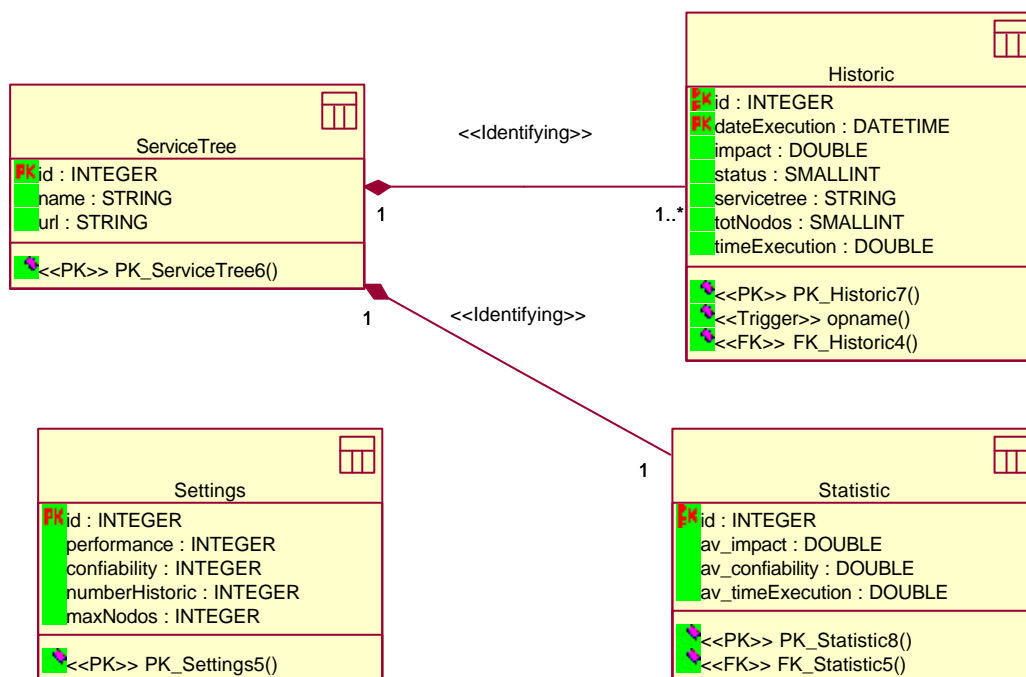 ServiceTree
PK id : INTEGER
name : STRING
url : STRING
<<PK>> PK_ServiceTree6()
<<Identifying>>
1
1..*
Historic
id : INTEGER
PK dateExecution : DATETIME
impact : DOUBLE
status : SMALLINT
servicetree : STRING
totNodos : SMALLINT
timeExecution : DOUBLE
<<PK>> PK_Historic7()
<<Trigger>> opname()
<<FK>> FK_Historic4()
<<Identifying>>
1
1
Settings
PK id : INTEGER
performance : INTEGER
confiability : INTEGER
numberHistoric : INTEGER
maxNodos : INTEGER
<<PK>> PK_Settings5()
Statistic
id : INTEGER
av_impact : DOUBLE
av_confiability : DOUBLE
av_timeExecution : DOUBLE
<<PK>> PK_Statistic8()
<<FK>> FK_Statistic5()